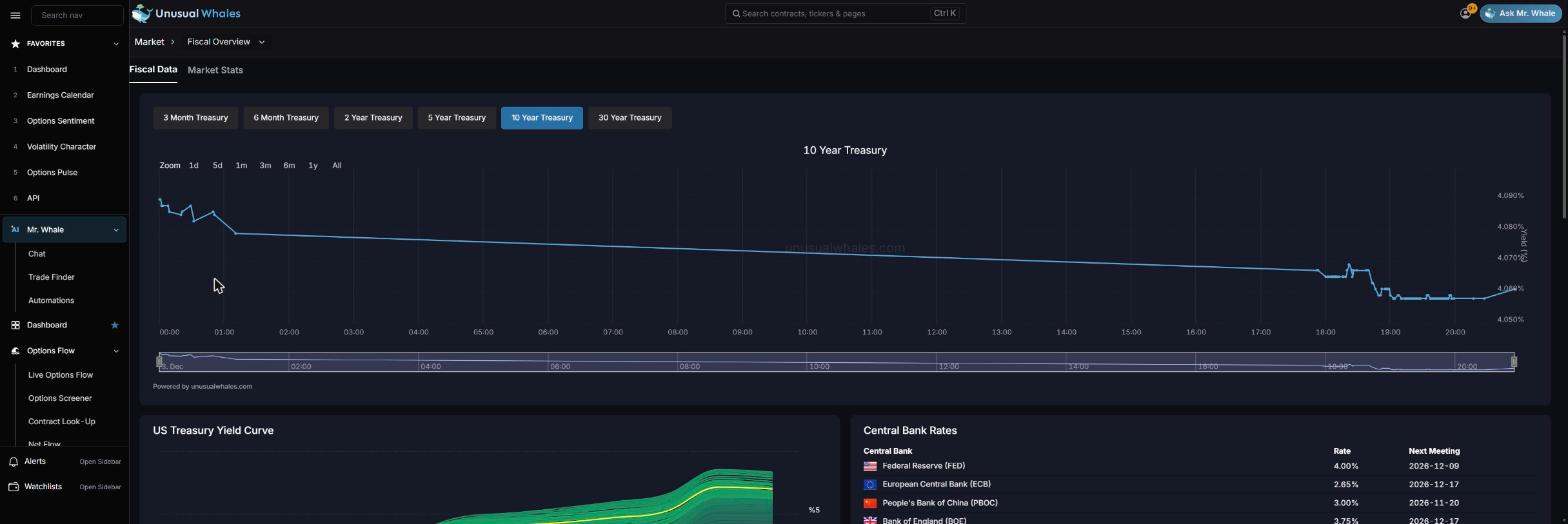 Search nav
Unusual Whales
Search contracts, tickers & pages
Ctrl K
9+
Ask Mr. Whale
FAVORITES
1 Dashboard
2 Earnings Calendar
3 Options Sentiment
4 Volatility Character
5 Options Pulse
6 API
AI Mr. Whale
Chat
Trade Finder
Automations
Dashboard
Options Flow
Live Options Flow
Options Screener
Contract Look-Up
Net Flow
Alerts Open Sidebar
Watchlists Open Sidebar
Market > Fiscal Overview
Fiscal Data Market Stats
3 Month Treasury 6 Month Treasury 2 Year Treasury 5 Year Treasury 10 Year Treasury 30 Year Treasury
10 Year Treasury
Zoom 1d 5d 1m 3m 6m 1y All
4.090%
4.080%
4.070%
4.060%
4.050%
Yield (%)
unusualwhales.com
00:00 01:00 02:00 03:00 04:00 05:00 06:00 07:00 08:00 09:00 10:00 11:00 12:00 13:00 14:00 15:00 16:00 17:00 18:00 19:00 20:00
3. Dec 02:00 04:00 06:00 08:00 10:00 12:00 14:00 16:00 18:00 20:00
Powered by unusualwhales.com
US Treasury Yield Curve
%5
Central Bank Rates
Central Bank Rate Next Meeting
Federal Reserve (FED) 4.00% 2026-12-09
European Central Bank (ECB) 2.65% 2026-12-17
People's Bank of China (PBOC) 3.00% 2026-11-20
Bank of England (BOE) 3.75% 2026-12-17